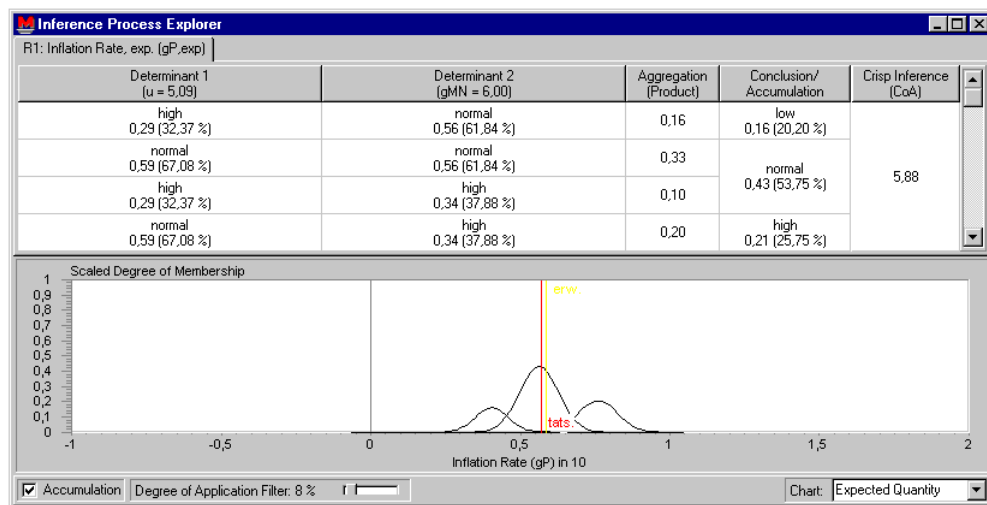 Inference Process Explorer
R1: Inflation Rate, exp. (gP,exp)
Determinant 1
(u = 5,09)
Determinant 2
(gMN = 6,00)
Aggregation
(Product)
Conclusion/
Accumulation
Crisp Inference
(CoA)
high
0,29 (32,37 %)
normal
0,56 (61,84 %)
0,16
low
0,16 (20,20 %)
normal
0,59 (67,08 %)
normal
0,56 (61,84 %)
0,33
normal
0,43 (53,75 %)
5,88
high
0,29 (32,37 %)
high
0,34 (37,88 %)
0,10
normal
0,59 (67,08 %)
high
0,34 (37,88 %)
0,20
high
0,21 (25,75 %)
Scaled Degree of Membership
1
0,9
0,8
0,7
0,6
0,5
0,4
0,3
0,2
0,1
0
erw.
tats.
-1
-0,5
0
0,5
1
1,5
2
Inflation Rate (gP) in 10
Accumulation
Degree of Application Filter: 8 %
Chart:
Expected Quantity